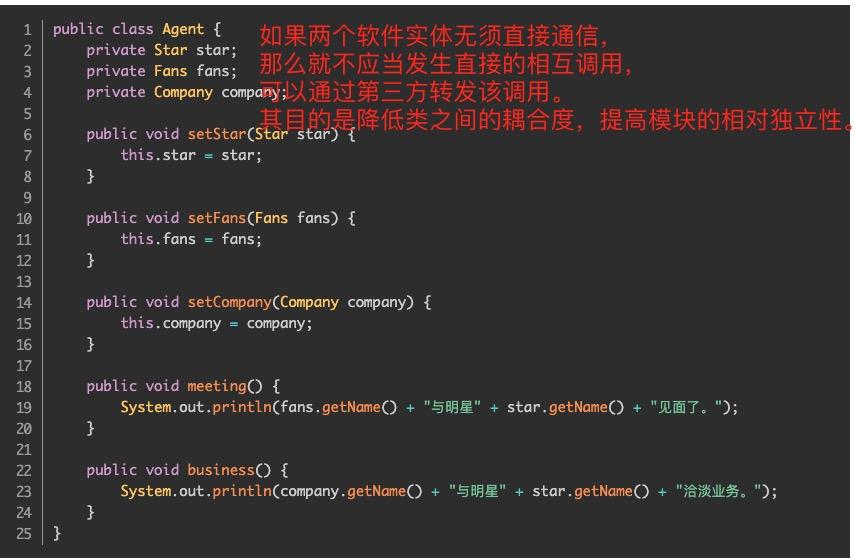 如果两个软件实体无须直接通信，
那么就不应当发生直接的相互调用，
可以通过第三方转发该调用。
其目的是降低类之间的耦合度，提高模块的相对独立性。
1 public class Agent {
2 private Star star;
3 private Fans fans;
4 private Company company;
5
6 public void setStar(Star star) {
7 this.star = star;
8 }
9
10 public void setFans(Fans fans) {
11 this.fans = fans;
12 }
13
14 public void setCompany(Company company) {
15 this.company = company;
16 }
17
18 public void meeting() {
19 System.out.println(fans.getName() + "与明星" + star.getName() + "见面了。");
20 }
21
22 public void business() {
23 System.out.println(company.getName() + "与明星" + star.getName() + "洽淡业务。");
24 }
25 }